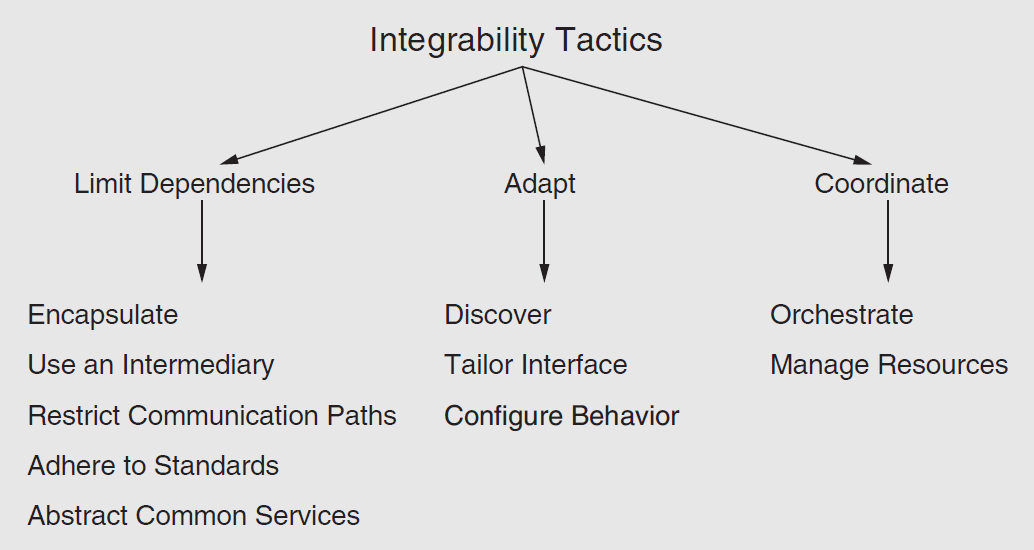 Integrability Tactics
Limit Dependencies
Adapt
Coordinate
Encapsulate
Use an Intermediary
Restrict Communication Paths
Adhere to Standards
Abstract Common Services
Discover
Tailor Interface
Configure Behavior
Orchestrate
Manage Resources